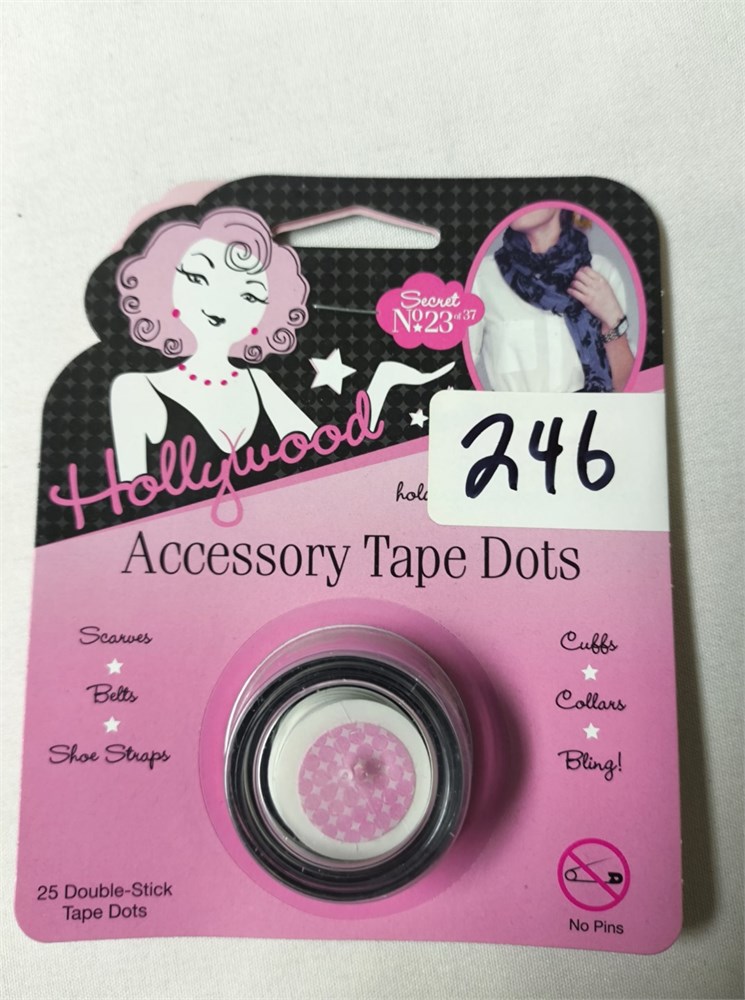 Secret
No 23 of 37
Hollywood
246
Accessory Tape Dots
Scarves
Belts
Shoe Straps
Cuffs
Collars
Bling!
25 Double-Stick
Tape Dots
No Pins